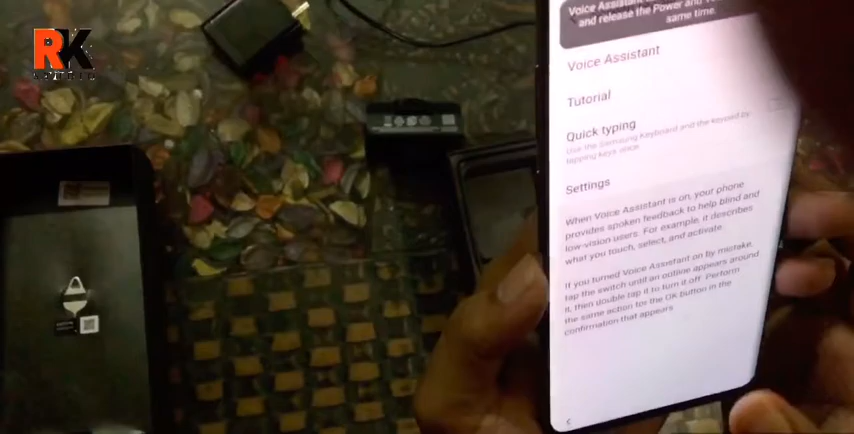 RK
Voice Assistant
and release the Power and
same time.
Voice Assistant
Tutorial
Quick typing
Use the Samsung Keyboard and the keypad by
tapping keys once.
Settings
When Voice Assistant is on, your phone
provides spoken feedback to help blind and
low-vision users. For example, it describes
what you touch, select, and activate.
If you turned Voice Assistant on by mistake,
tap the switch until an outline appears around
it, then double tap it to turn it off. Perform
the same action for the OK button in the
confirmation that appears